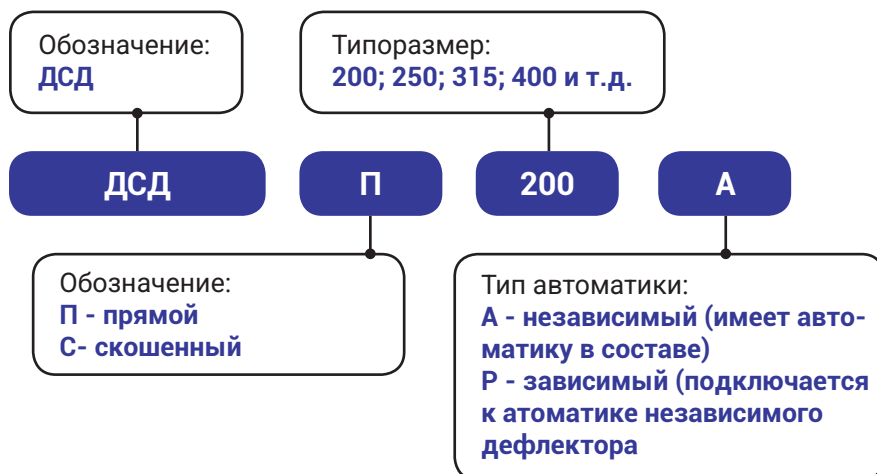 Обозначение:
ДСД
Типоразмер:
200; 250; 315; 400 и т.д.
ДСД
П
200
А
Обозначение:
П - прямой
С- скошенный
Тип автоматики:
А - независимый (имеет авто-
матику в составе)
Р - зависимый (подключается
к атоматике независимого
дефлектора